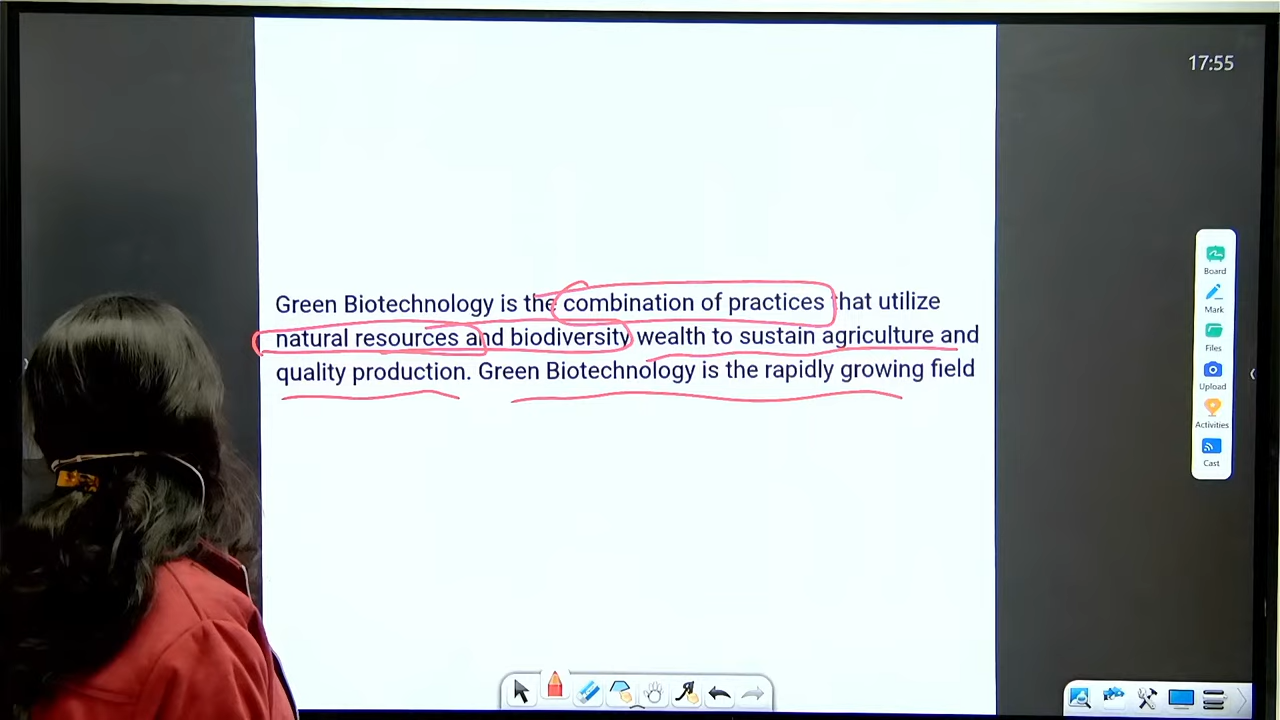 17:55
Green Biotechnology is the combination of practices that utilize
natural resources and biodiversity wealth to sustain agriculture and
quality production. Green Biotechnology is the rapidly growing field
Board
Mark
Files
Upload
Activities
Cast